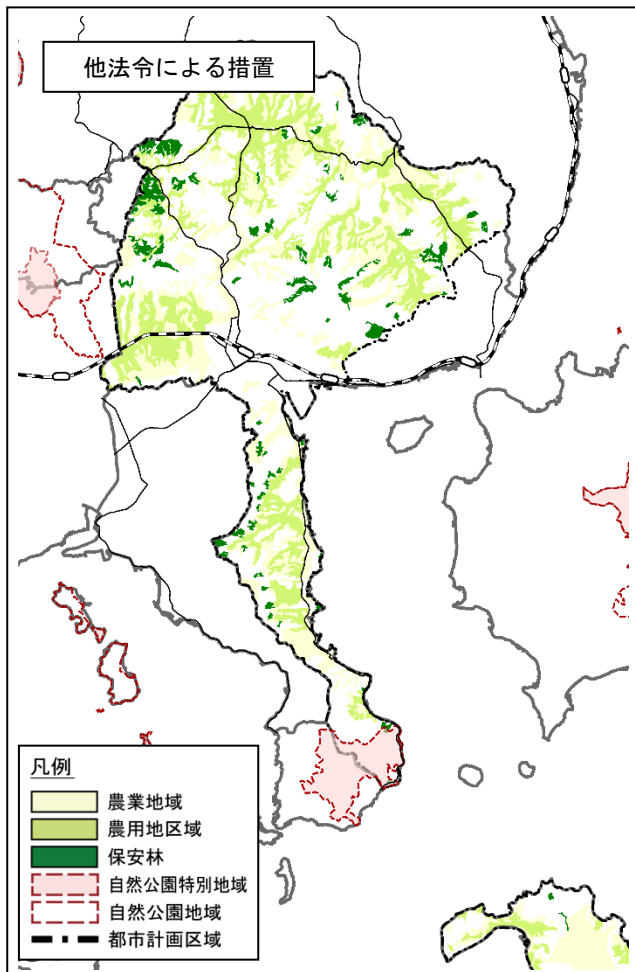 他法令による措置
凡例
農業地域
農用地区域
保安林
自然公園特別地域
自然公園地域
都市計画区域